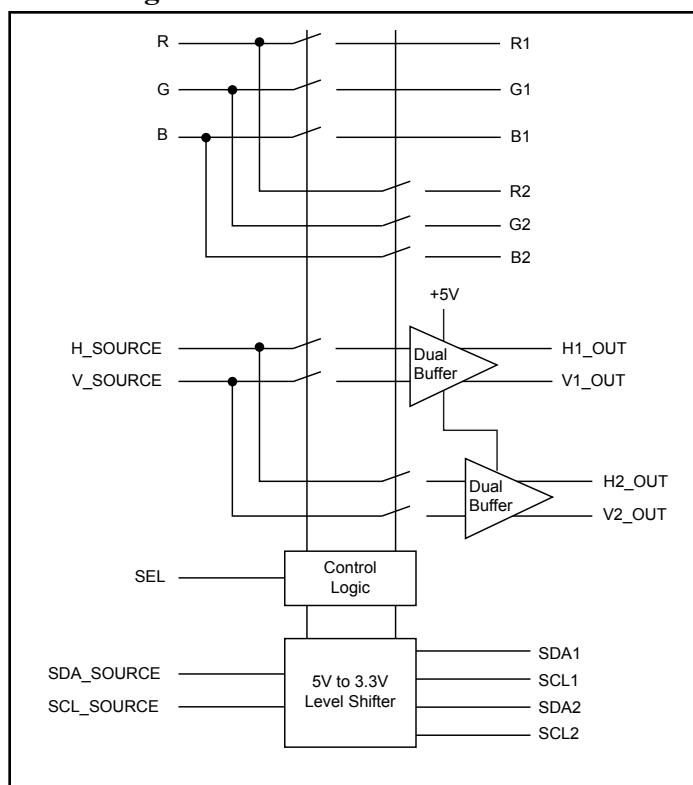 R
R1
G
G1
B
B1
R2
G2
B2
+5V
H_SOURCE
V_SOURCE
Dual
Buffer
H1_OUT
V1_OUT
Dual
Buffer
H2_OUT
V2_OUT
SEL
Control
Logic
SDA_SOURCE
SCL_SOURCE
5V to 3.3V
Level Shifter
SDA1
SCL1
SDA2
SCL2